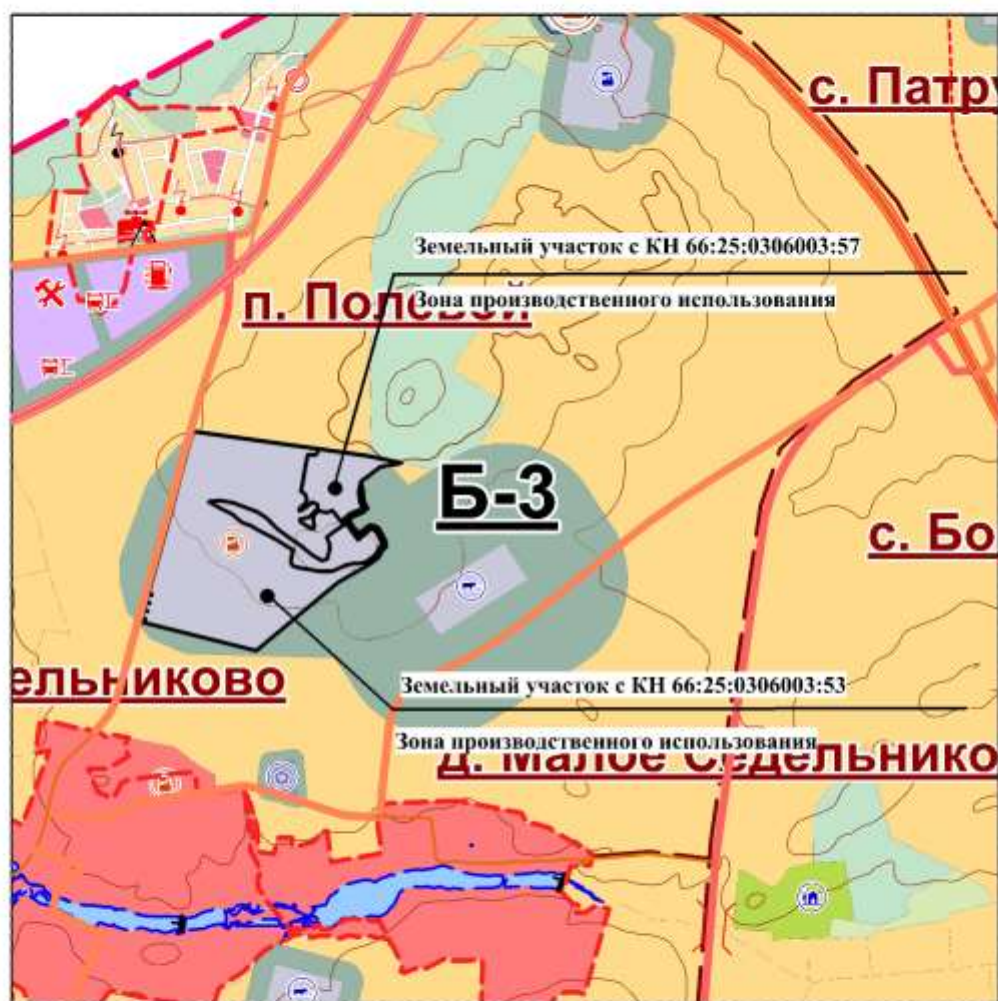 с. Патру
Земельный участок с КН 66:25:0306003:57
Зона производственного использования
п. Полевой
Б-3
с. Бо
ельниково
Земельный участок с КН 66:25:0306003:53
Зона производственного использования
д. Малое Седельнико